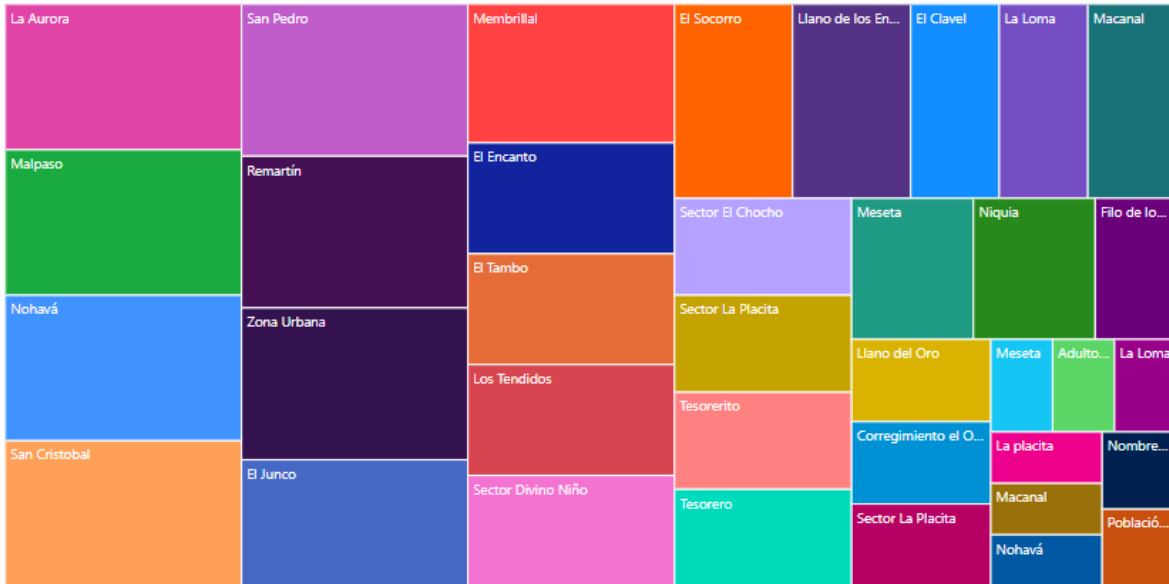 La Aurora
Malpaso
Nohavá
San Cristobal
San Pedro
Remartín
Zona Urbana
El Junco
Membrillal
El Encanto
El Tambo
Los Tendidos
Sector Divino Niño
El Socorro
Llano de los En...
El Clavel
La Loma
Macanal
Sector El Chocho
Sector La Placita
Tesorerito
Tesorero
Meseta
Niquia
Filo de lo...
Llano del Oro
Corregimiento el O...
Sector La Placita
Meseta
Adulto...
La Loma
La placita
Macanal
Nohavá
Nombre...
Població...